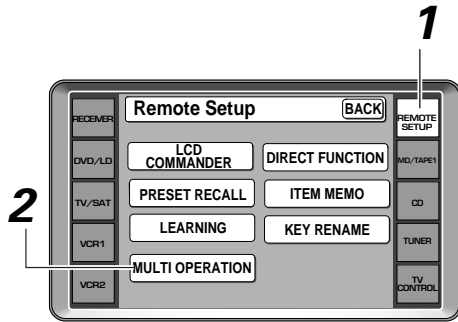 1
RECEIVER
Remote Setup
BACK
REMOTE
SETUP
DVD/LD
LCD
COMMANDER
DIRECT FUNCTION
MD/TAPE1
2
TV/SAT
PRESET RECALL
ITEM MEMO
CD
VCR1
LEARNING
KEY RENAME
TUNER
VCR2
MULTI OPERATION
TV
CONTROL